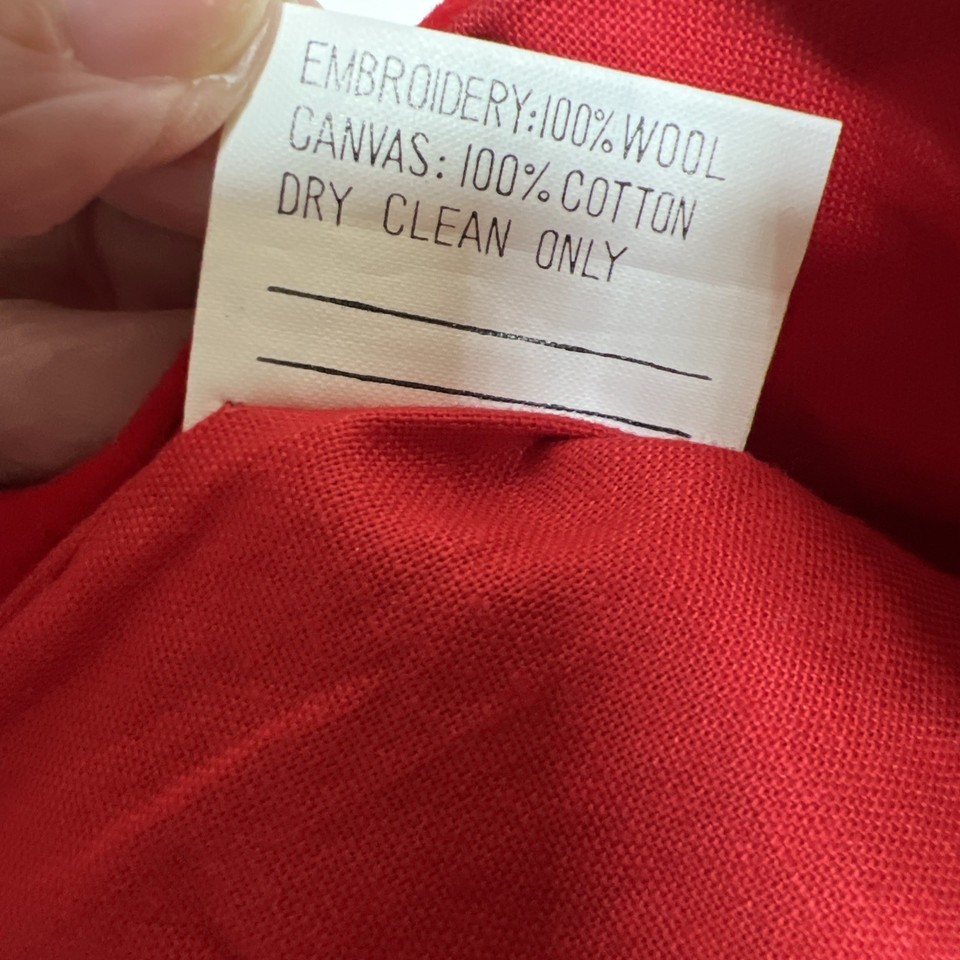 EMBROIDERY:100% WOOL
CANVAS: 100% COTTON
DRY CLEAN ONLY